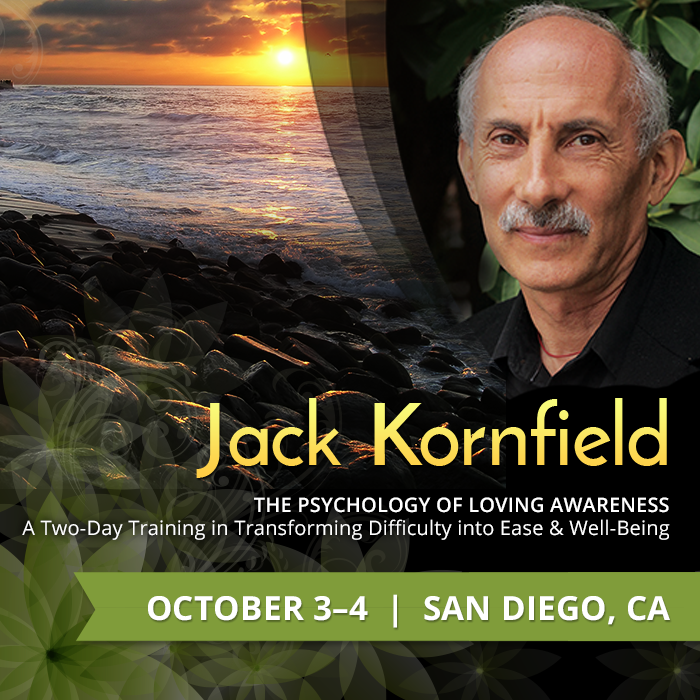 Jack Kornfield
THE PSYCHOLOGY OF LOVING AWARENESS
A Two-Day Training in Transforming Difficulty into Ease & Well-Being
OCTOBER 3–4 | SAN DIEGO, CA